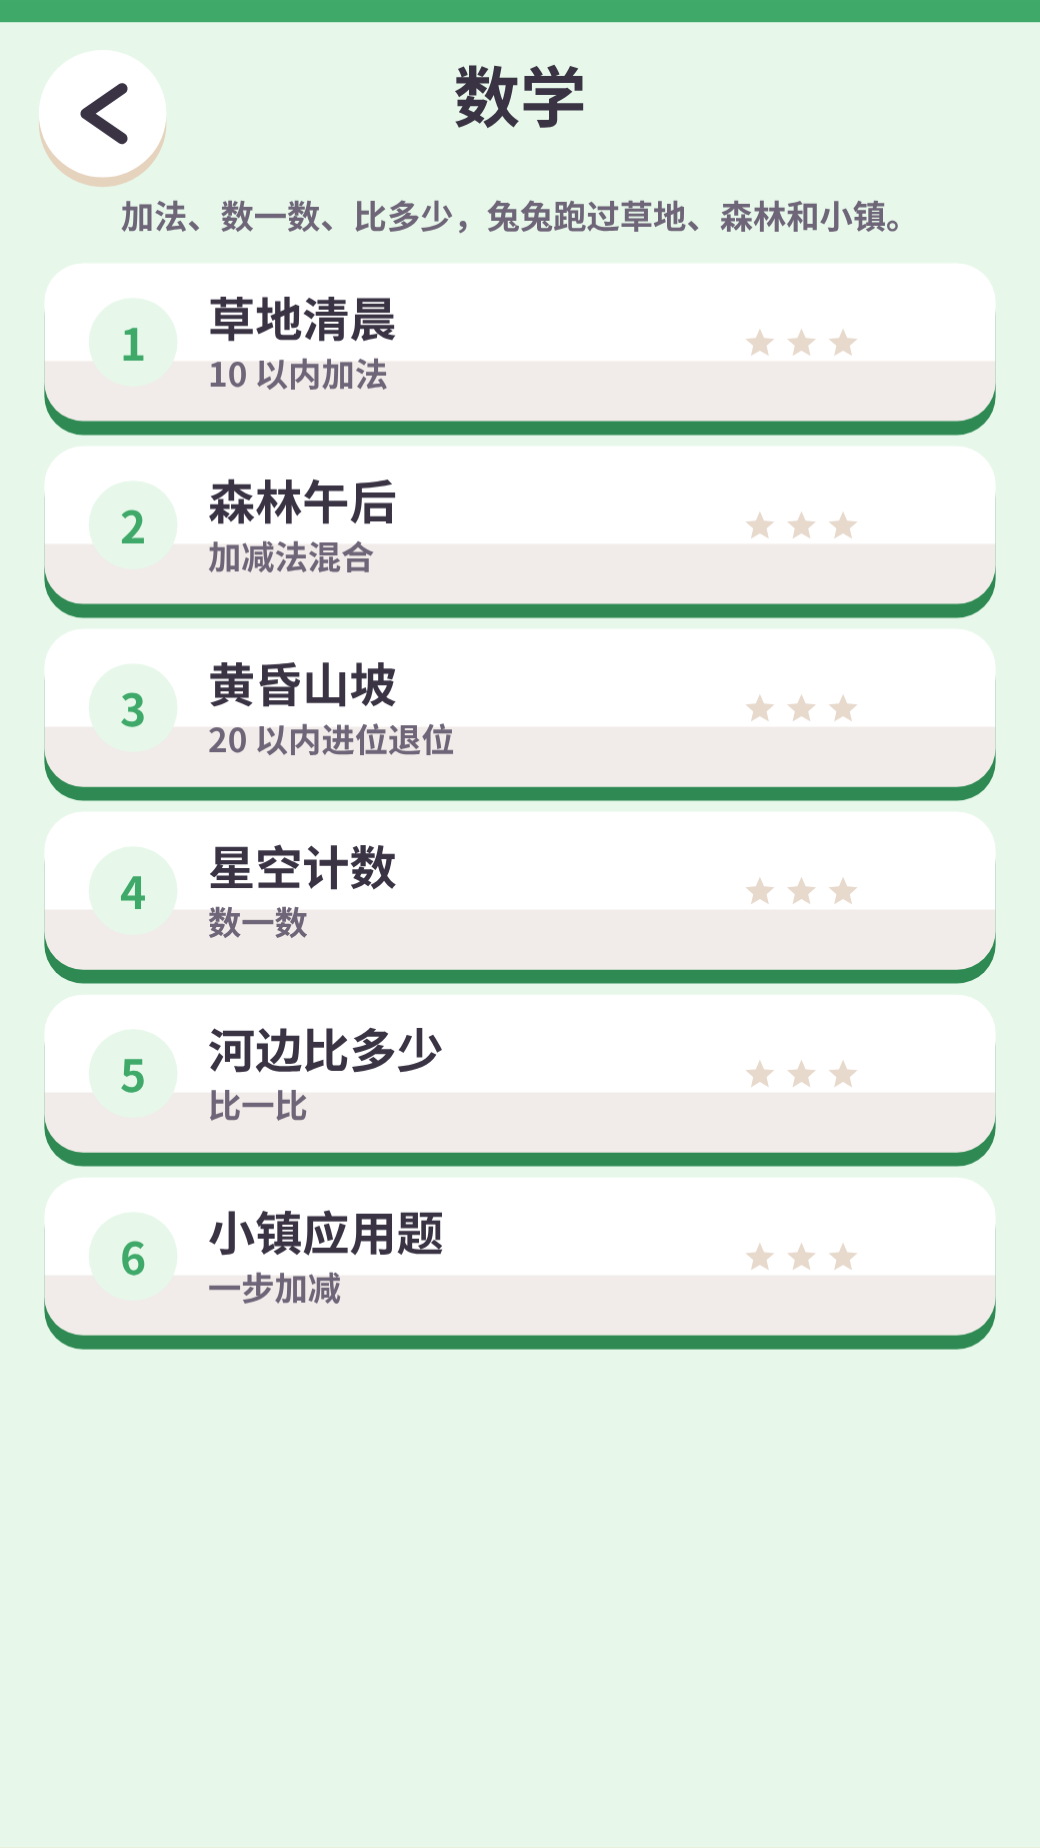 数学
加法、数一数、比多少，兔兔跑过草地、森林和小镇。
1
草地清晨
10 以内加法
2
森林午后
加减法混合
3
黄昏山坡
20 以内进位退位
4
星空计数
数一数
5
河边比多少
比一比
6
小镇应用题
一步加减